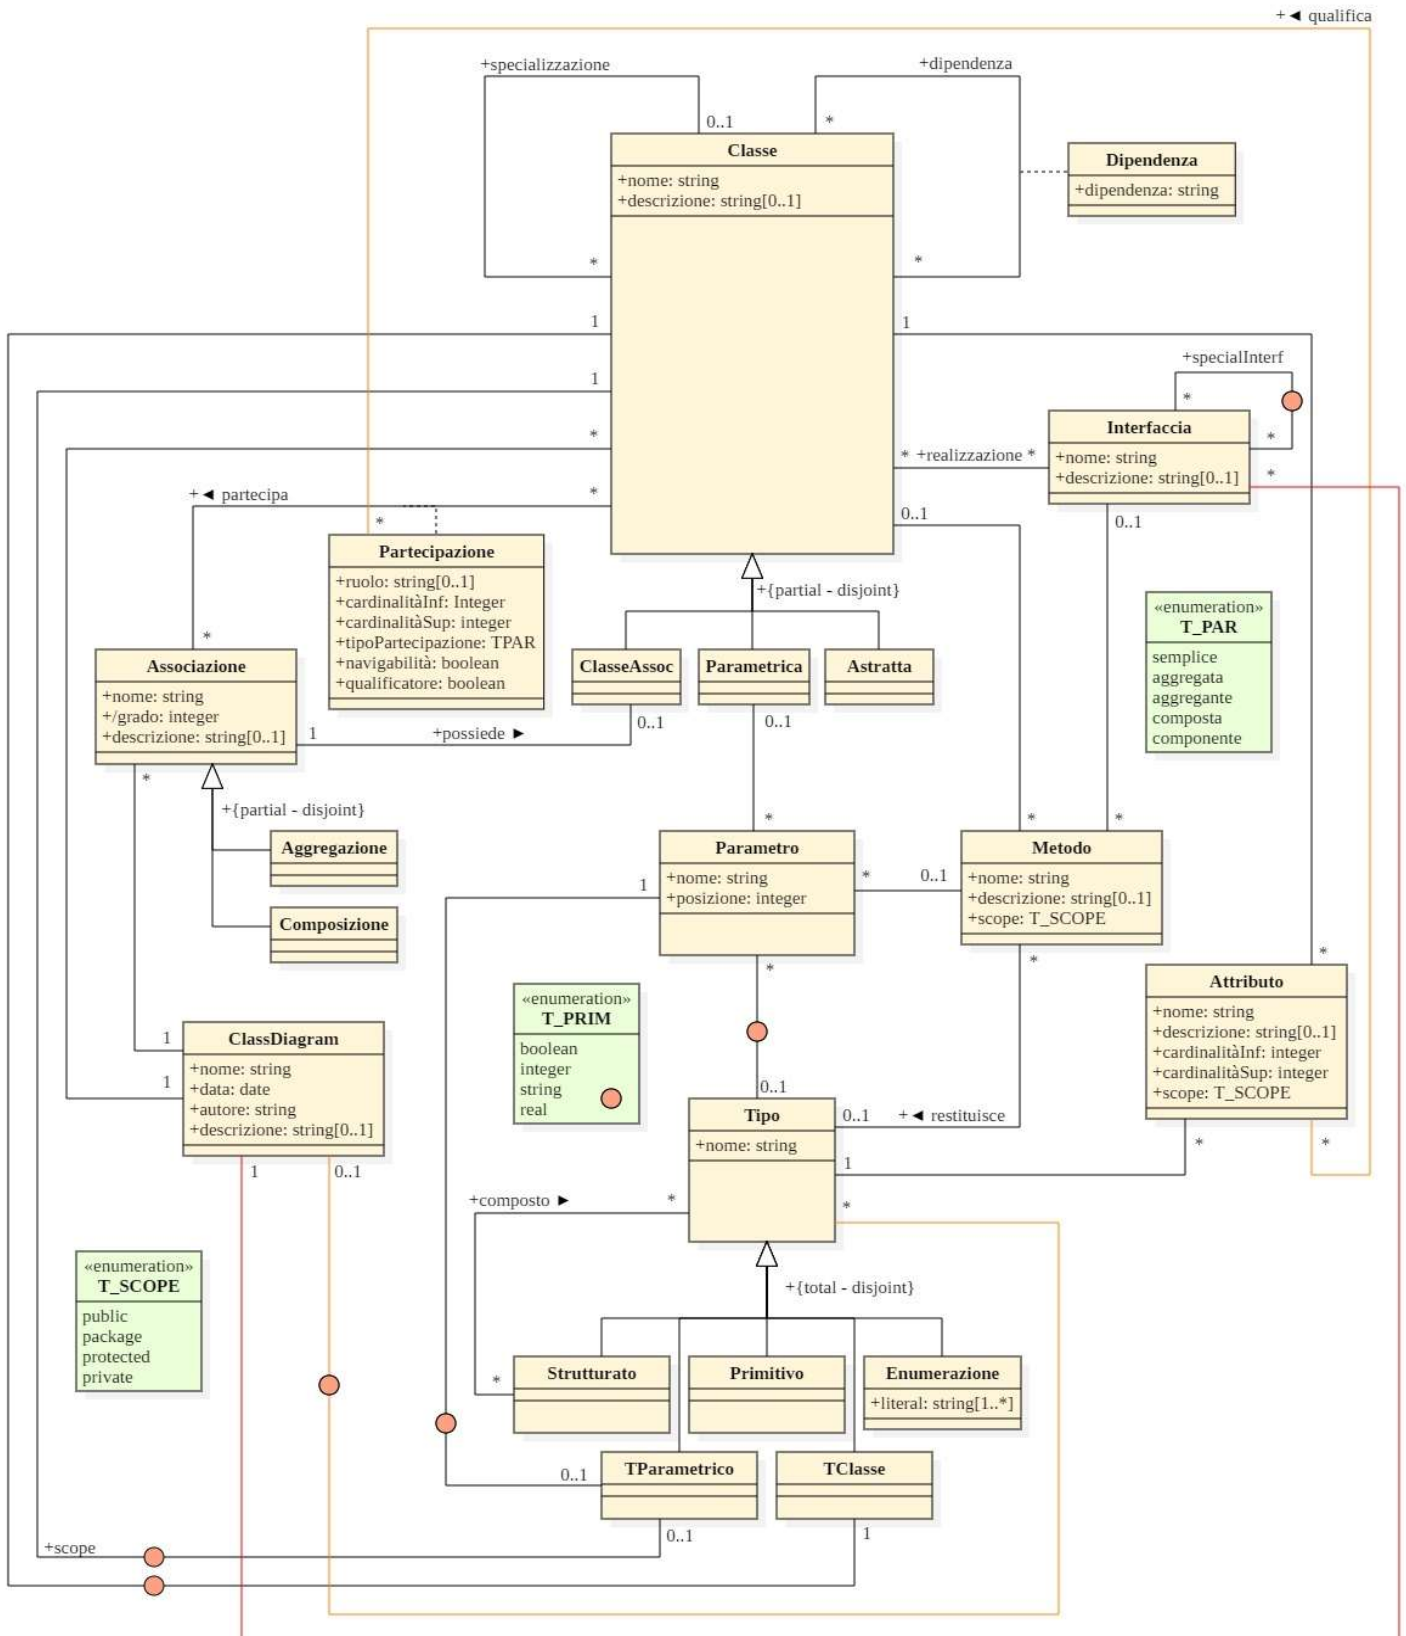 +◄ qualifica
+specializzazione
+dipendenza
0..1
*
Classe
+nome: string
+descrizione: string[0..1]
Dipendenza
+dipendenza: string
*
*
1
1
+specialInterf
*
1
*
Interfaccia
+nome: string
+descrizione: string[0..1]
*
*
* +realizzazione *
+◄ partecipa
*
*
0..1
0..1
Partecipazione
+ruolo: string[0..1]
+cardinalitàInf: Integer
+cardinalitàSup: integer
+tipoPartecipazione: TPAR
+navigabilità: boolean
+qualificatore: boolean
+{partial - disjoint}
«enumeration»
T_PAR
semplice
aggregata
aggregante
composta
componente
*
Associazione
+nome: string
+/grado: integer
+descrizione: string[0..1]
ClasseAssoc
Parametrica
Astratta
1
+possiede ►
0..1
0..1
*
+{partial - disjoint}
Aggregazione
Composizione
*
*
*
Parametro
+nome: string
+posizione: integer
*
0..1
Metodo
+nome: string
+descrizione: string[0..1]
+scope: T_SCOPE
1
*
*
*
Attributo
+nome: string
+descrizione: string[0..1]
+cardinalitàInf: integer
+cardinalitàSup: integer
+scope: T_SCOPE
«enumeration»
T_PRIM
boolean
integer
string
real
1
ClassDiagram
+nome: string
+data: date
+autore: string
+descrizione: string[0..1]
1
0..1
Tipo
+nome: string
0..1
+◄ restituisce
*
*
1
0..1
1
+composto ►
*
*
«enumeration»
T_SCOPE
public
package
protected
private
+{total - disjoint}
*
Strutturato
Primitivo
Enumerazione
+literal: string[1..*]
0..1
TParametrico
TClasse
0..1
1
+scope